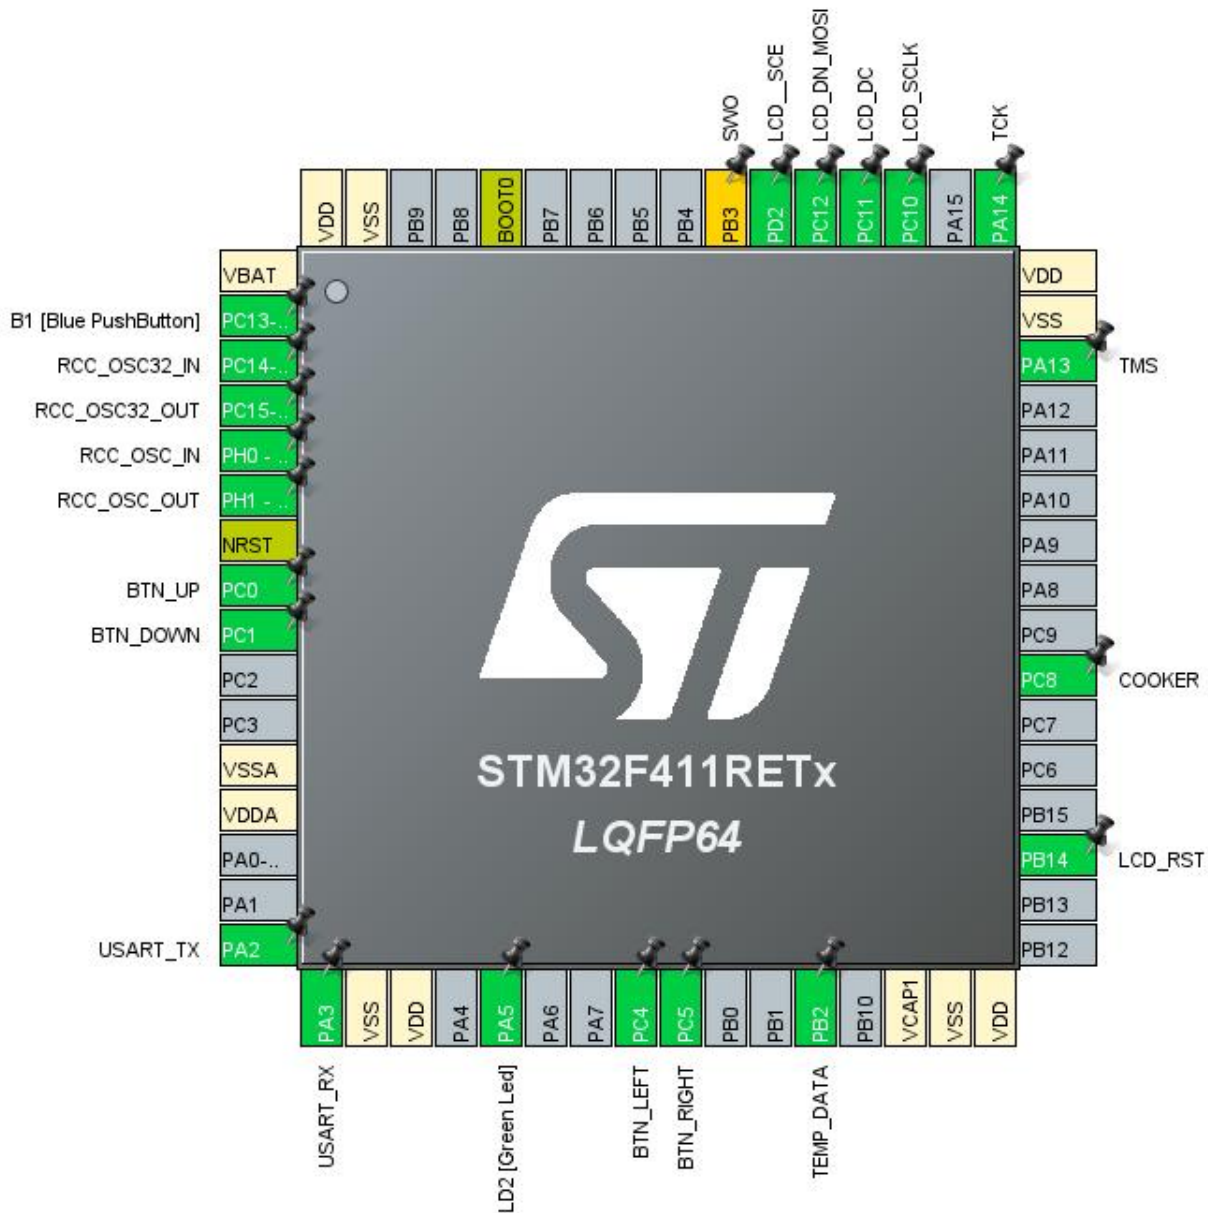 SWO
LCD__SCE
LCD_DN_MOSI
LCD_DC
LCD_SCLK
TCK
VDD
VSS
PB9
PB8
BOOT0
PB7
PB6
PB5
PB4
PB3
PD2
PC12
PC11
PC10
PA15
PA14
VBAT
B1 [Blue PushButton] PC13-..
RCC_OSC32_IN PC14-..
RCC_OSC32_OUT PC15-..
RCC_OSC_IN PH0 - ..
RCC_OSC_OUT PH1 - ..
NRST
BTN_UP PC0
BTN_DOWN PC1
PC2
PC3
VSSA
VDDA
PA0-..
PA1
USART_TX PA2
ST
STM32F411RETx
LQFP64
VDD
VSS
PA13 TMS
PA12
PA11
PA10
PA9
PA8
PC9
PC8 COOKER
PC7
PC6
PB15
PB14 LCD_RST
PB13
PB12
PA3
VSS
VDD
PA4
PA5
PA6
PA7
PC4
PC5
PB0
PB1
PB2
PB10
VCAP1
VSS
VDD
USART_RX
LD2 [Green Led]
BTN_LEFT
BTN_RIGHT
TEMP_DATA